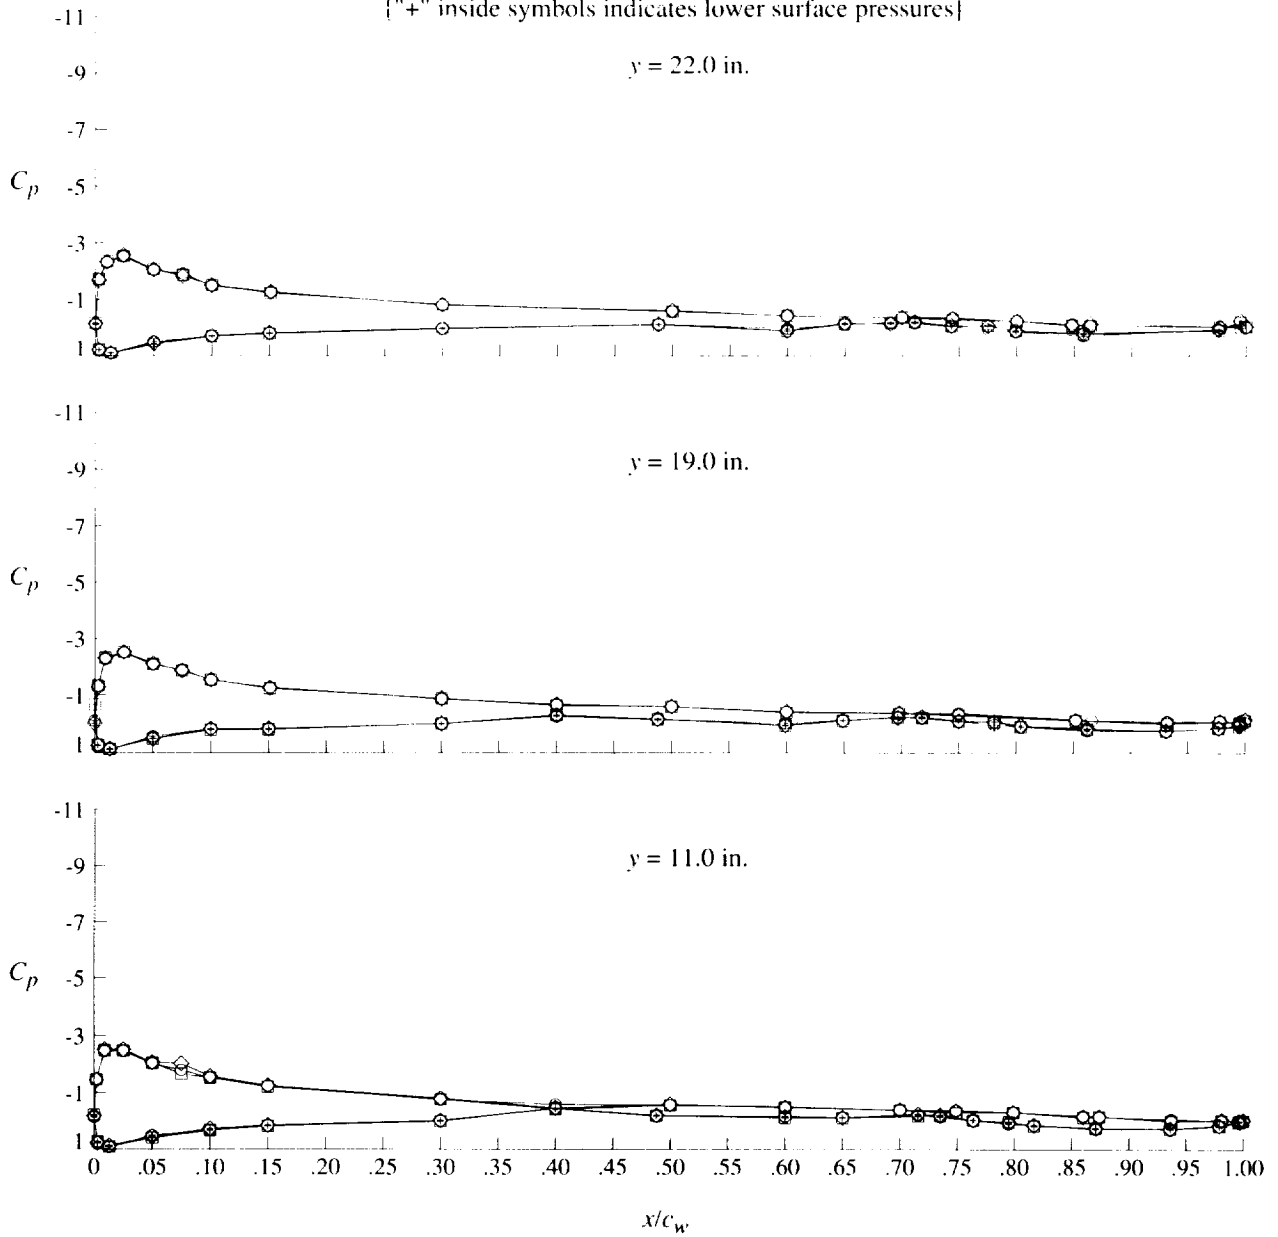 ["+" inside symbols indicates lower surface pressures]
-11
y = 22.0 in.
-9
-7
C_p
-5
-3
-1
1
-11
-9
y = 19.0 in.
-7
C_p
-5
-3
-1
1
-11
y = 11.0 in.
-9
-7
C_p
-5
-3
-1
1
0 .05 .10 .15 .20 .25 .30 .35 .40 .45 .50 .55 .60 .65 .70 .75 .80 .85 .90 .95 1.00
x/c_w